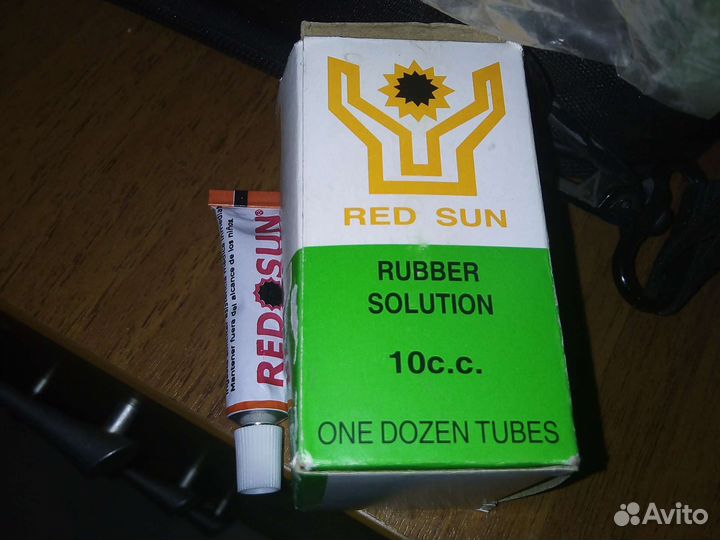 RED SUN
RUBBER
SOLUTION
10c.c.
ONE DOZEN TUBES
RED SUN®
Mantener fuera del alcance de los niños
Avito